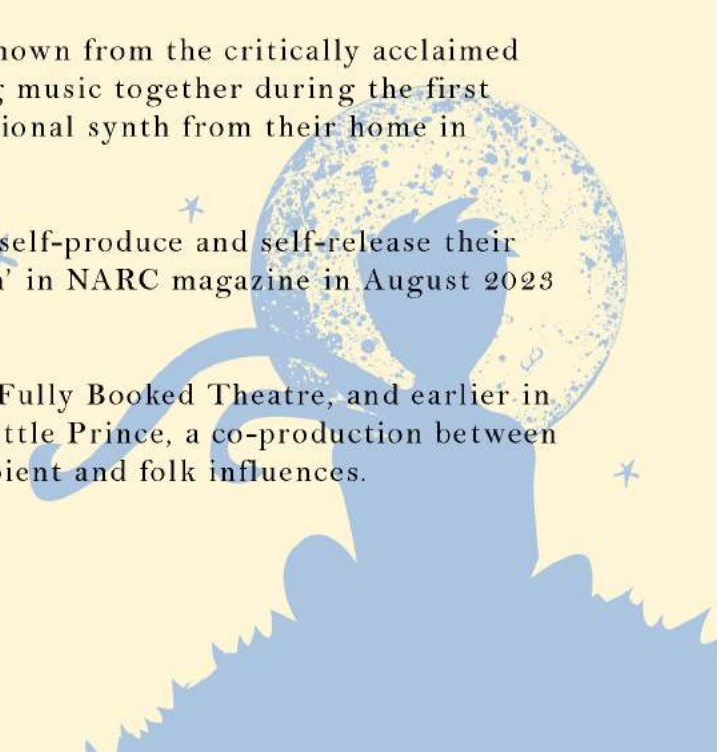 nown from the critically acclaimed
g music together during the first
ional synth from their home in
self-produce and self-release their
n' in NARC magazine in August 2023
Fully Booked Theatre, and earlier in
ttle Prince, a co-production between
pient and folk influences.